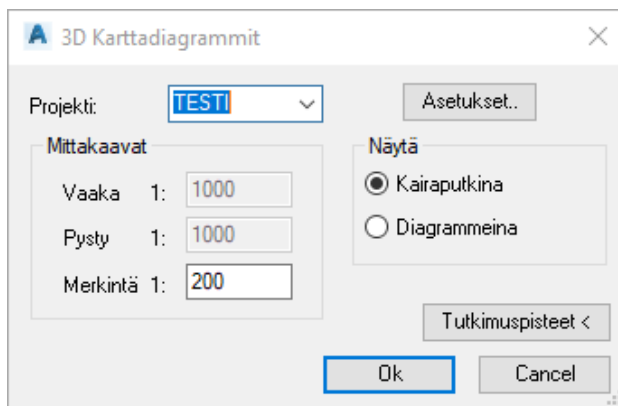 3D Karttadiagrammit
Projekti: TESTI Asetukset..
Mittakaavat
Vaaka 1: 1000
Pysty 1: 1000
Merkintä 1: 200
Näytä
Kairaputkina
Diagrammeina
Tutkimuspisteet <
Ok Cancel